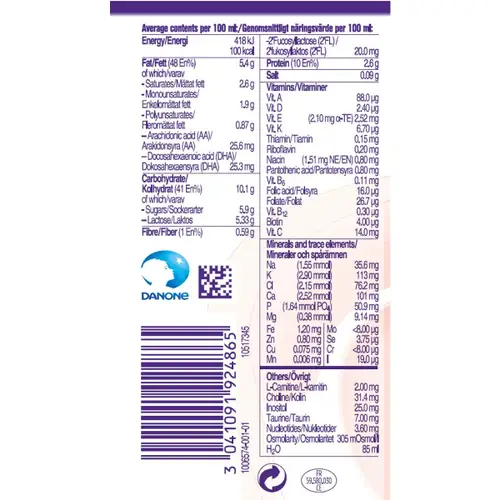 Average contents per 100 ml:/Genomsnittligt näringsvärde per 100 ml:
Energy/Energi 418 kJ
100 kcal
Fat/Fett (48 En%) 5,4 g
of which/varav
- Saturates/Mättat fett 2,6 g
- Monounsaturates/
Enkelomättat fett 1,9 g
- Polyunsaturates/
Fleromättat fett 0,87 g
– Arachidonic acid (AA)/
Arakidonsyra (AA) 25,6 mg
– Docosahexaenoic acid (DHA)/
Dokosahexaensyra (DHA) 25,3 mg
Carbohydrate/
Kolhydrat (41 En%) 10,1 g
of which/varav
- Sugars/Sockerarter 5,9 g
– Lactose/Laktos 5,33 g
Fibre/Fiber (1 En%) 0,59 g
DANONE
10517345
3 041091 924865
1006574-001-01
-2'Fucosyllactose (2'FL) /
2'fukosyllaktos (2'FL) 20,0 mg
Protein (10 En%) 2,6 g
Salt 0,09 g
Vitamins/Vitaminer
Vit. A 88,0 µg
Vit. D 2,40 µg
Vit. E (2,10 mg α-TE) 2,52 mg
Vit. K 6,70 µg
Thiamin/Tiamin 0,15 mg
Riboflavin 0,20 mg
Niacin (1,51 mg NE/EN) 0,80 mg
Pantothenic acid/Pantotensyra 0,80 mg
Vit. B6 0,11 mg
Folic acid/Folsyra 16,0 µg
Folate/Folat 26,7 µg
Vit. B12 0,30 µg
Biotin 4,00 µg
Vit. C 14,0 mg
Minerals and trace elements/
Mineraler och spårämnen
Na (1,55 mmol) 35,6 mg
K (2,90 mmol) 113 mg
Cl (2,15 mmol) 76,2 mg
Ca (2,52 mmol) 101 mg
P (1,64 mmol PO4) 50,9 mg
Mg (0,38 mmol) 9,14 mg
Fe 1,20 mg Mo <8,00 µg
Zn 0,80 mg Se 3,75 µg
Cu 0,075 mg Cr <8,00 µg
Mn 0,006 mg I 19,0 µg
Others/Övrigt
L-Carnitine/L-karnitin 2,00 mg
Choline/Kolin 31,4 mg
Inositol 25,0 mg
Taurine/Taurin 7,00 mg
Nucleotides/Nukleotider 3,60 mg
Osmolarity/Osmolaritet 305 mOsmol/l
H2O 85 ml
FR
59.580.030
CE